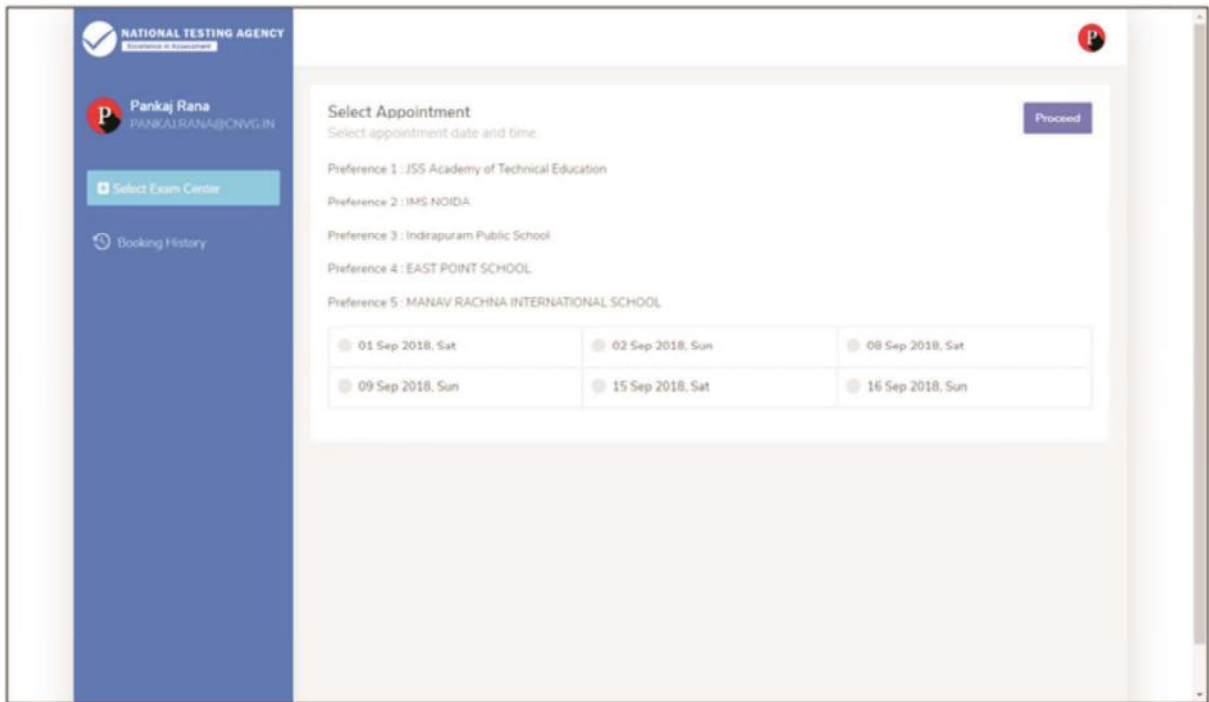 NATIONAL TESTING AGENCY
Excellence in Assessment
P
Pankaj Rana
PANKAJ.RANA@CNVG.IN
Select Exam Center
Booking History
P
Select Appointment
Select appointment date and time.
Proceed
Preference 1 : JSS Academy of Technical Education
Preference 2 : IMS NOIDA
Preference 3 : Indirapuram Public School
Preference 4 : EAST POINT SCHOOL
Preference 5 : MANAV RACHNA INTERNATIONAL SCHOOL
01 Sep 2018, Sat 02 Sep 2018, Sun 08 Sep 2018, Sat
09 Sep 2018, Sun 15 Sep 2018, Sat 16 Sep 2018, Sun